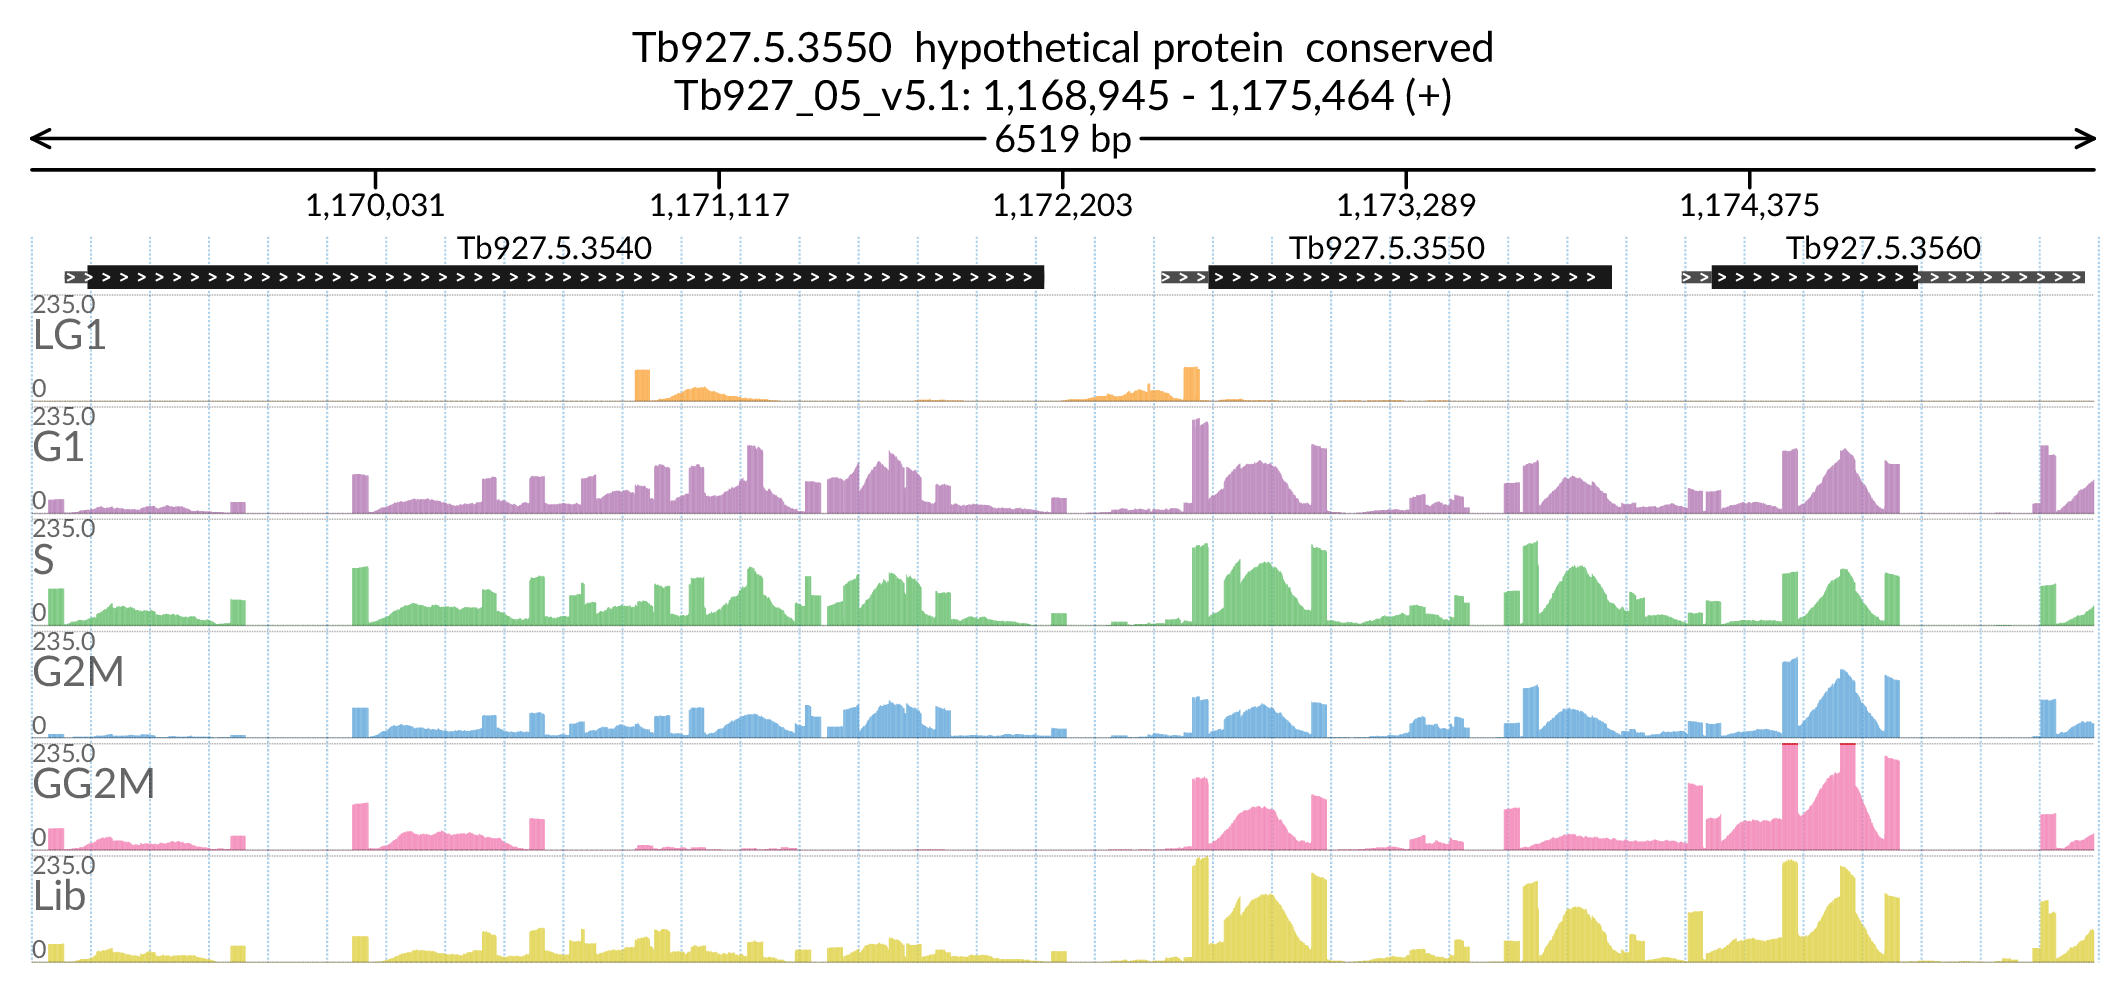 Tb927.5.3550  hypothetical protein  conserved
Tb927_05_v5.1: 1,168,945 - 1,175,464 (+)
6519 bp
1,170,031 1,171,117 1,172,203 1,173,289 1,174,375
Tb927.5.3540 Tb927.5.3550 Tb927.5.3560
235.0
LG1
0
235.0
G1
0
235.0
S
0
235.0
G2M
0
235.0
GG2M
0
235.0
Lib
0